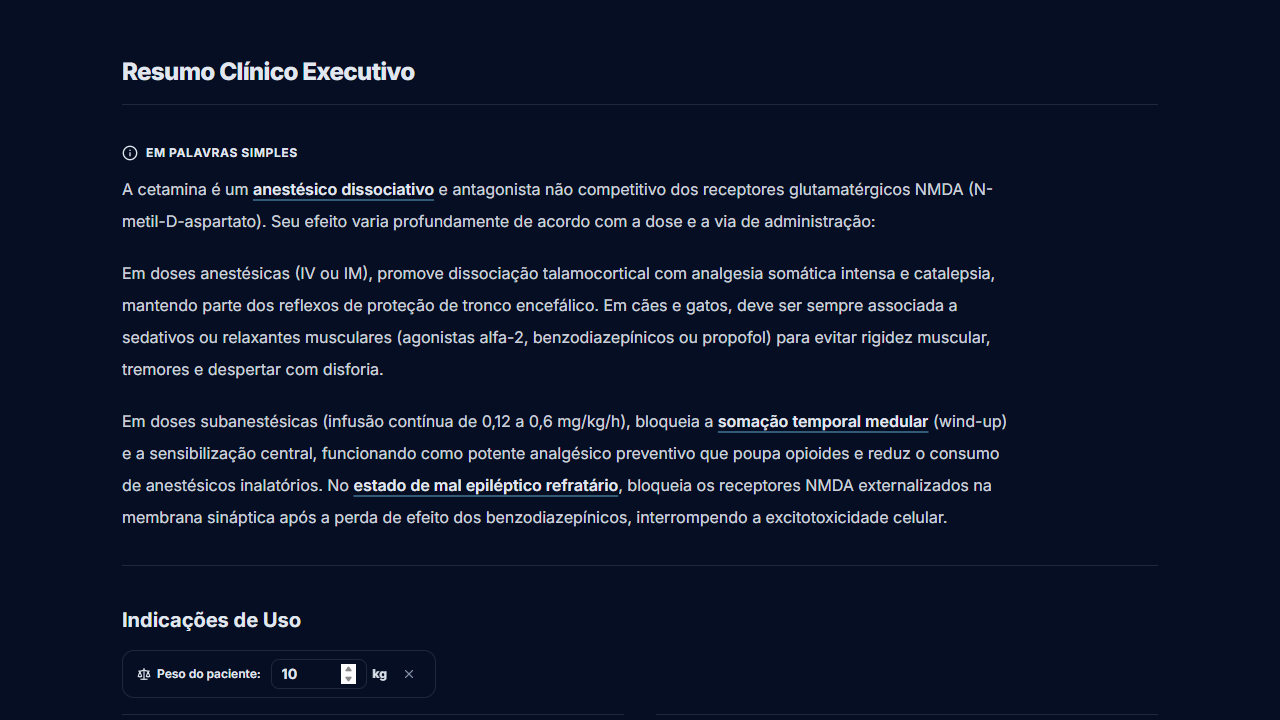 Resumo Clínico Executivo
EM PALAVRAS SIMPLES
A cetamina é um anestésico dissociativo e antagonista não competitivo dos receptores glutamatérgicos NMDA (N-
metil-D-aspartato). Seu efeito varia profundamente de acordo com a dose e a via de administração:
Em doses anestésicas (IV ou IM), promove dissociação talamocortical com analgesia somática intensa e catalepsia,
mantendo parte dos reflexos de proteção de tronco encefálico. Em cães e gatos, deve ser sempre associada a
sedativos ou relaxantes musculares (agonistas alfa-2, benzodiazepínicos ou propofol) para evitar rigidez muscular,
tremores e despertar com disforia.
Em doses subanestésicas (infusão contínua de 0,12 a 0,6 mg/kg/h), bloqueia a somação temporal medular (wind-up)
e a sensibilização central, funcionando como potente analgésico preventivo que poupa opioides e reduz o consumo
de anestésicos inalatórios. No estado de mal epiléptico refratário, bloqueia os receptores NMDA externalizados na
membrana sináptica após a perda de efeito dos benzodiazepínicos, interrompendo a excitotoxicidade celular.
Indicações de Uso
Peso do paciente: 10 kg